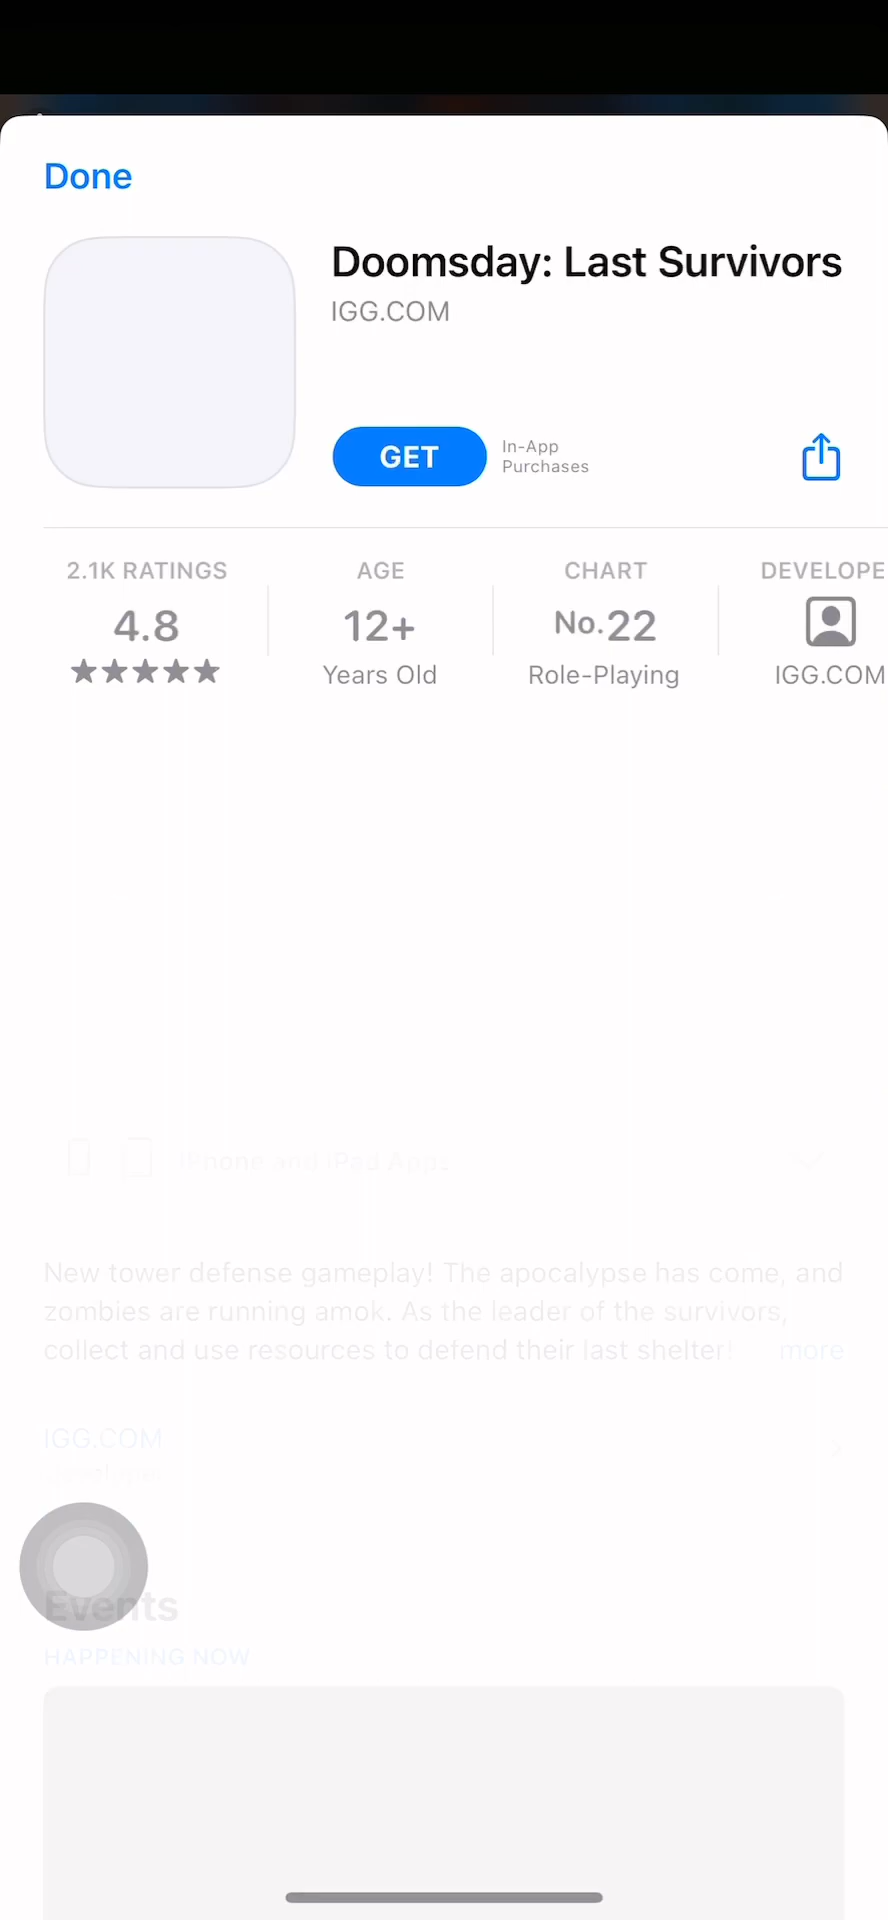 Done
Doomsday: Last Survivors
IGG.COM
GET
In-App
Purchases
2.1K RATINGS
4.8
AGE
12+
Years Old
CHART
No.22
Role-Playing
DEVELOPE
IGG.COM
iPhone and iPad Apps
New tower defense gameplay! The apocalypse has come, and
zombies are running amok. As the leader of the survivors,
collect and use resources to defend their last shelter! more
IGG.COM
Developer
Events
HAPPENING NOW